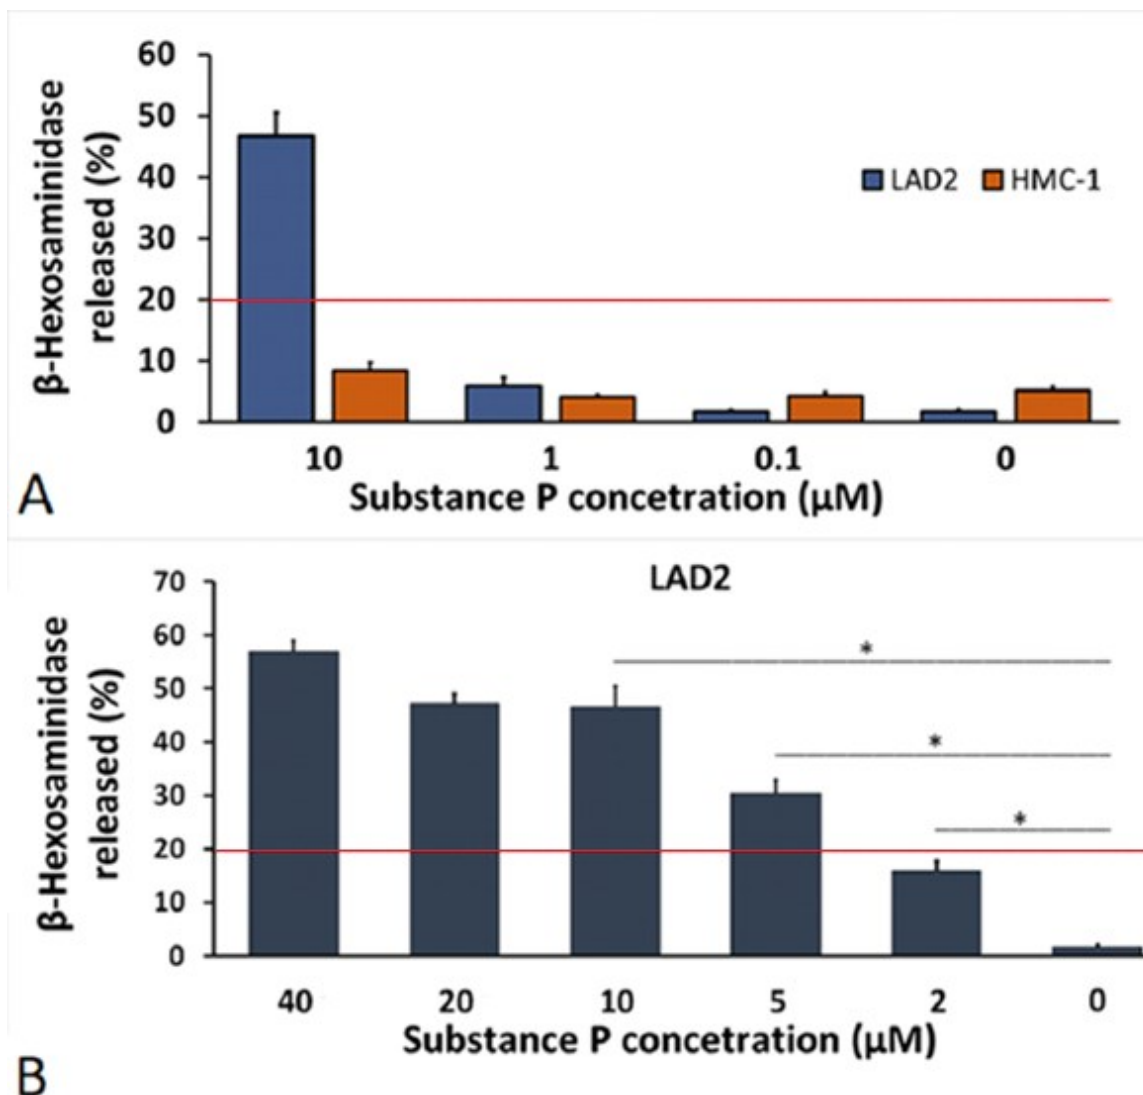 60
50
40
30
20
10
0
β-Hexosaminidase
released (%)
LAD2 HMC-1
10 1 0.1 0
Substance P concetration (μM)
A
LAD2
70
60
50
40
30
20
10
0
β-Hexosaminidase
released (%)
*
*
*
40 20 10 5 2 0
Substance P concetration (μM)
B